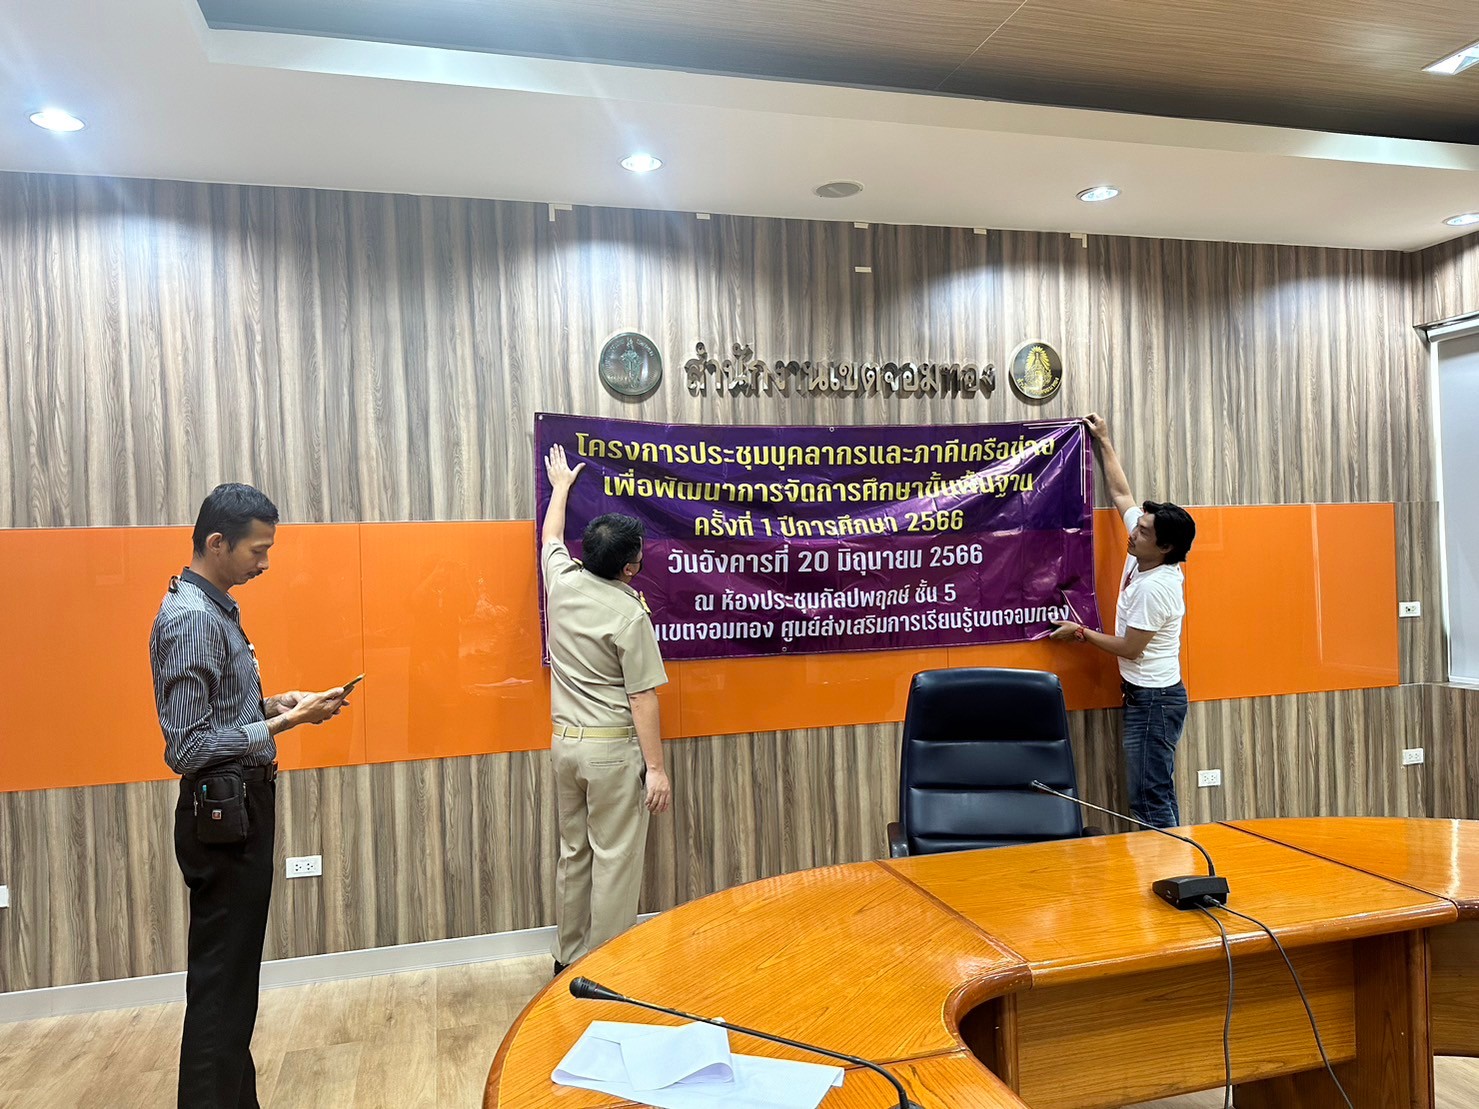 สำนักงานเขตจอมทอง
โครงการประชุมบุคลากรและภาคีเครือข่าย
เพื่อพัฒนาการจัดการศึกษาขั้นพื้นฐาน
ครั้งที่ 1 ปีการศึกษา 2566
วันอังคารที่ 20 มิถุนายน 2566
ณ ห้องประชุมกัลปพฤกษ์ ชั้น 5
นเขตจอมทอง ศูนย์ส่งเสริมการเรียนรู้เขตจอมทอง